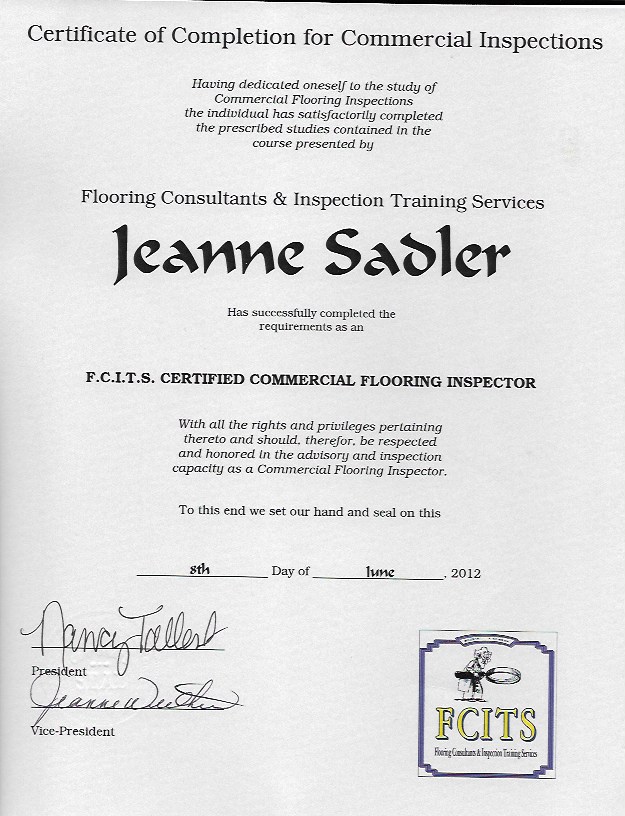 Certificate of Completion for Commercial Inspections
Having dedicated oneself to the study of
Commercial Flooring Inspections
the individual has satisfactorily completed
the prescribed studies contained in the
course presented by
Flooring Consultants & Inspection Training Services
Jeanne Sadler
Has successfully completed the
requirements as an
F.C.I.T.S. CERTIFIED COMMERCIAL FLOORING INSPECTOR
With all the rights and privileges pertaining
thereto and should, therefor, be respected
and honored in the advisory and inspection
capacity as a Commercial Flooring Inspector.
To this end we set our hand and seal on this
8th Day of June, 2012
Nancy Tallent
President
Jeanne
Vice-President
FCITS
Flooring Consultants & Inspection Training Services